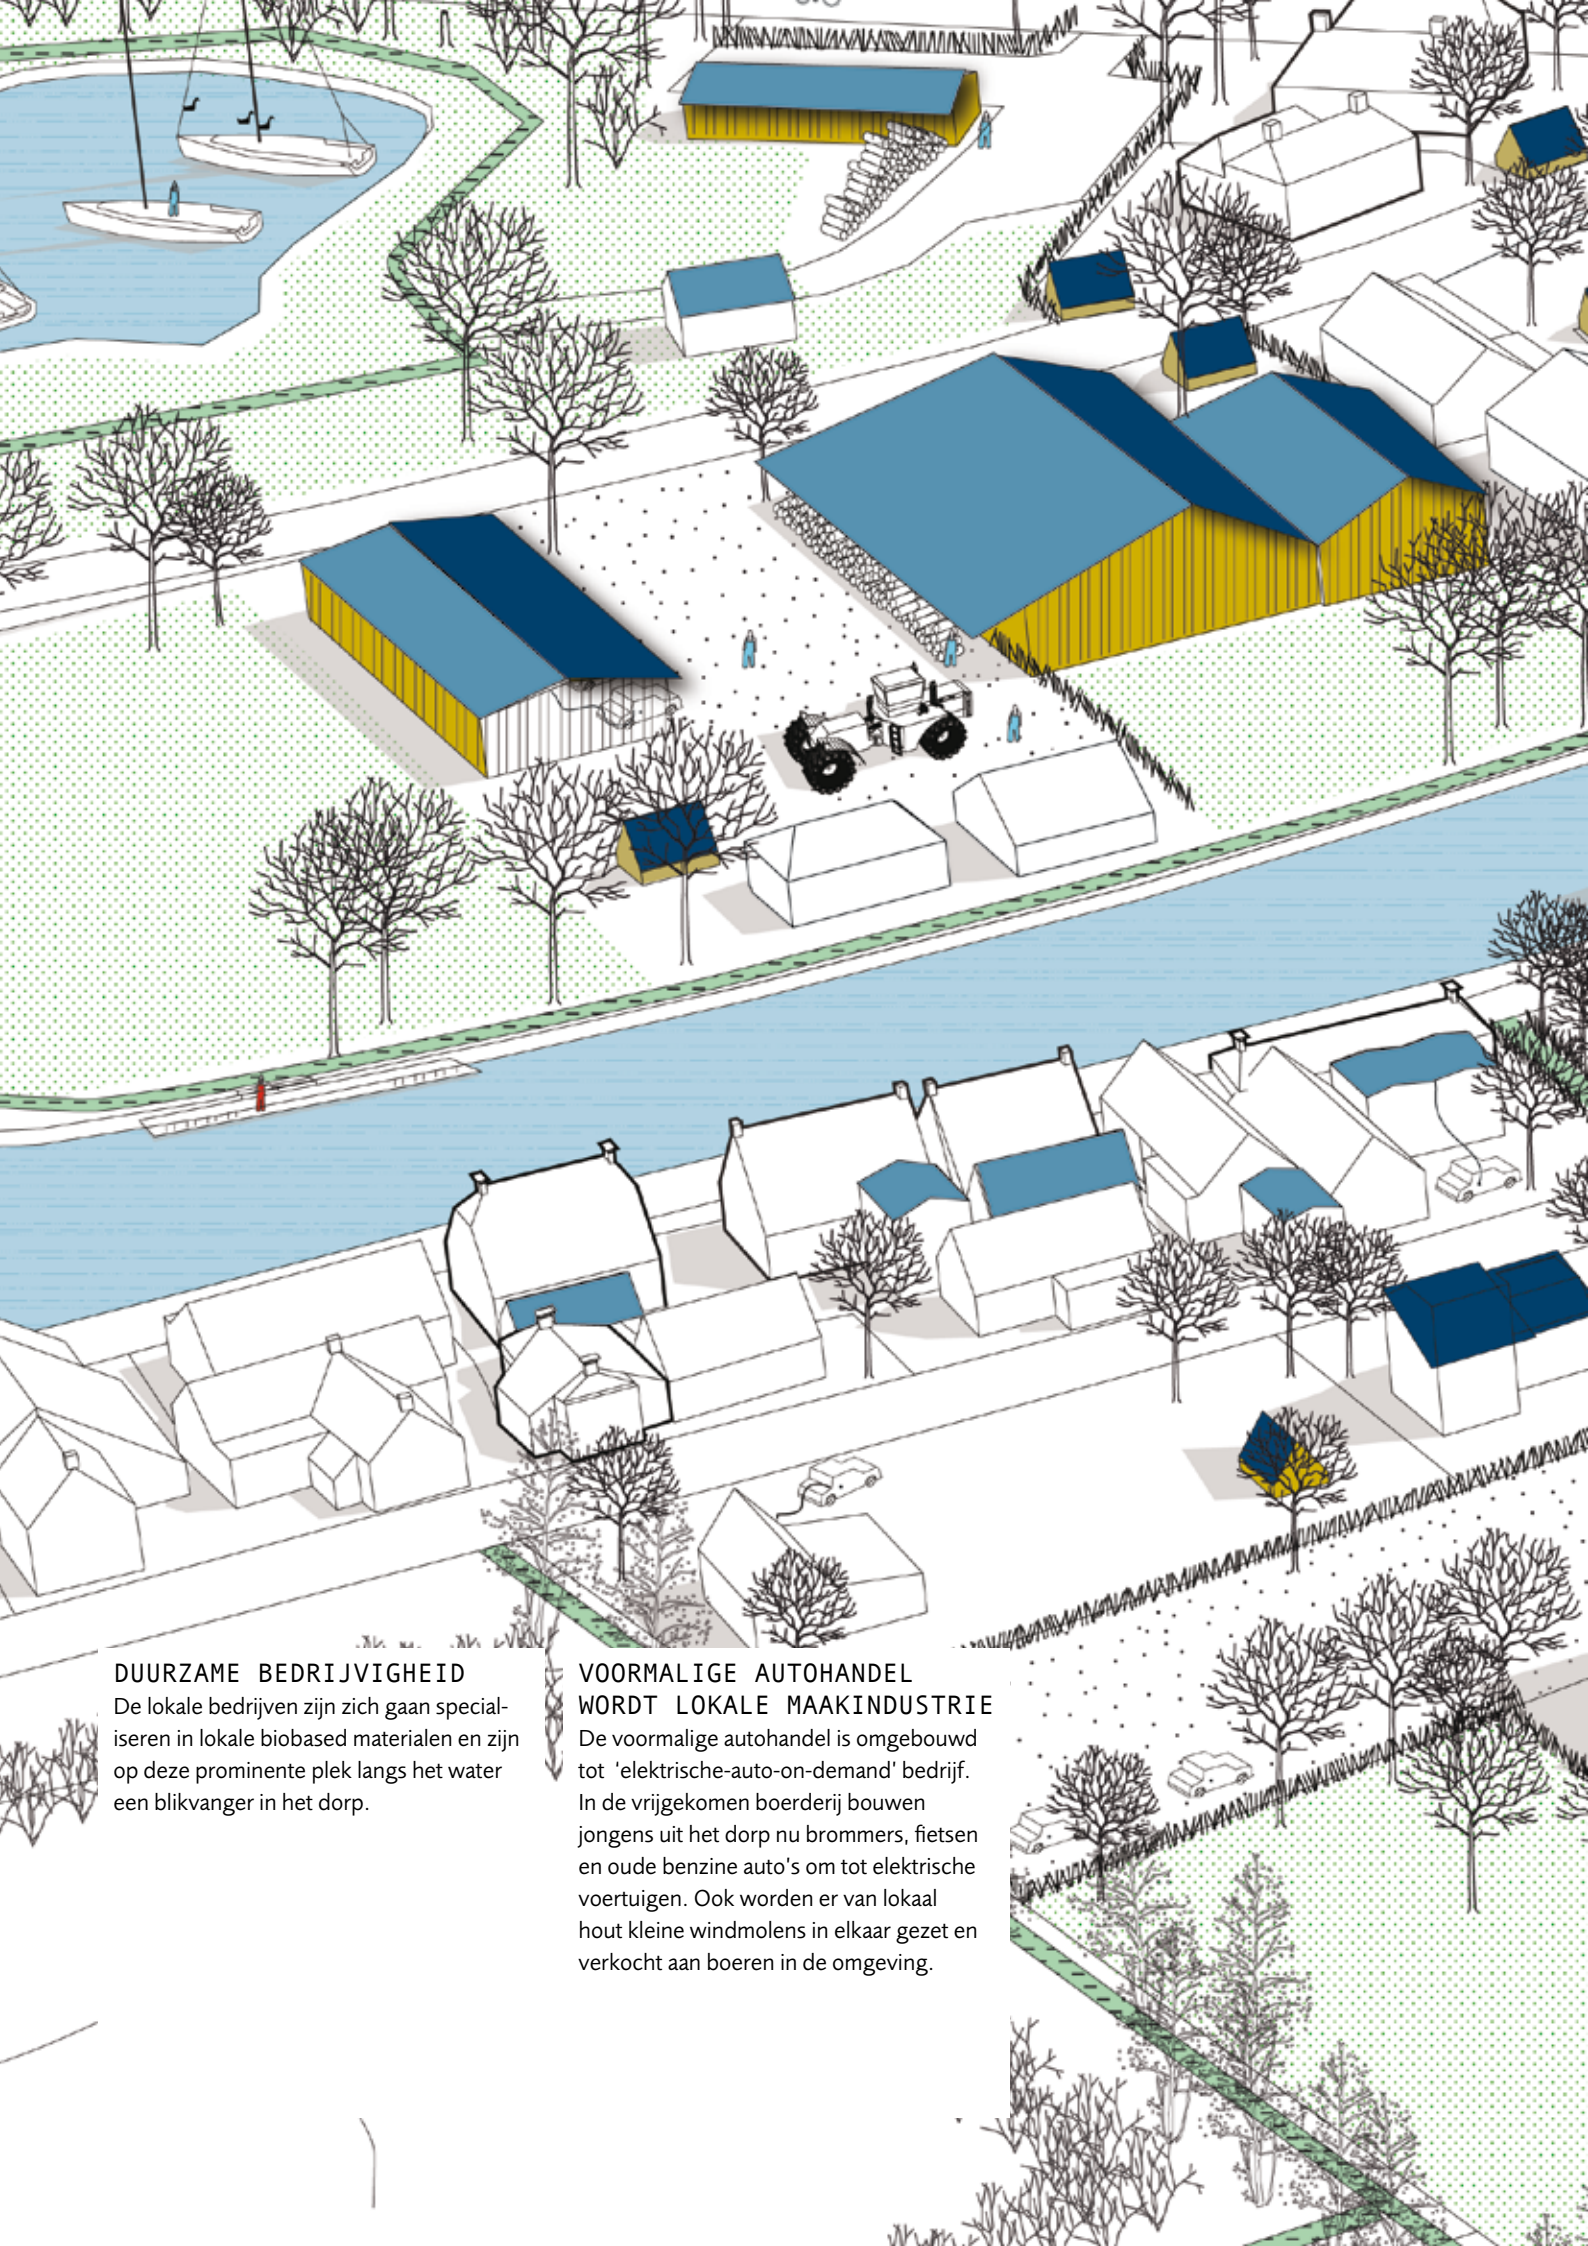 DUURZAME BEDRIJVIGHEID
De lokale bedrijven zijn zich gaan special-
iseren in lokale biobased materialen en zijn
op deze prominente plek langs het water
een blikvanger in het dorp.
VOORMALIGE AUTOHANDEL
WORDT LOKALE MAAKINDUSTRIE
De voormalige autohandel is omgebouwd
tot ‘elektrische-auto-on-demand’ bedrijf.
In de vrijgekomen boerderij bouwen
jongens uit het dorp nu brommers, fietsen
en oude benzine auto's om tot elektrische
voertuigen. Ook worden er van lokaal
hout kleine windmolens in elkaar gezet en
verkocht aan boeren in de omgeving.